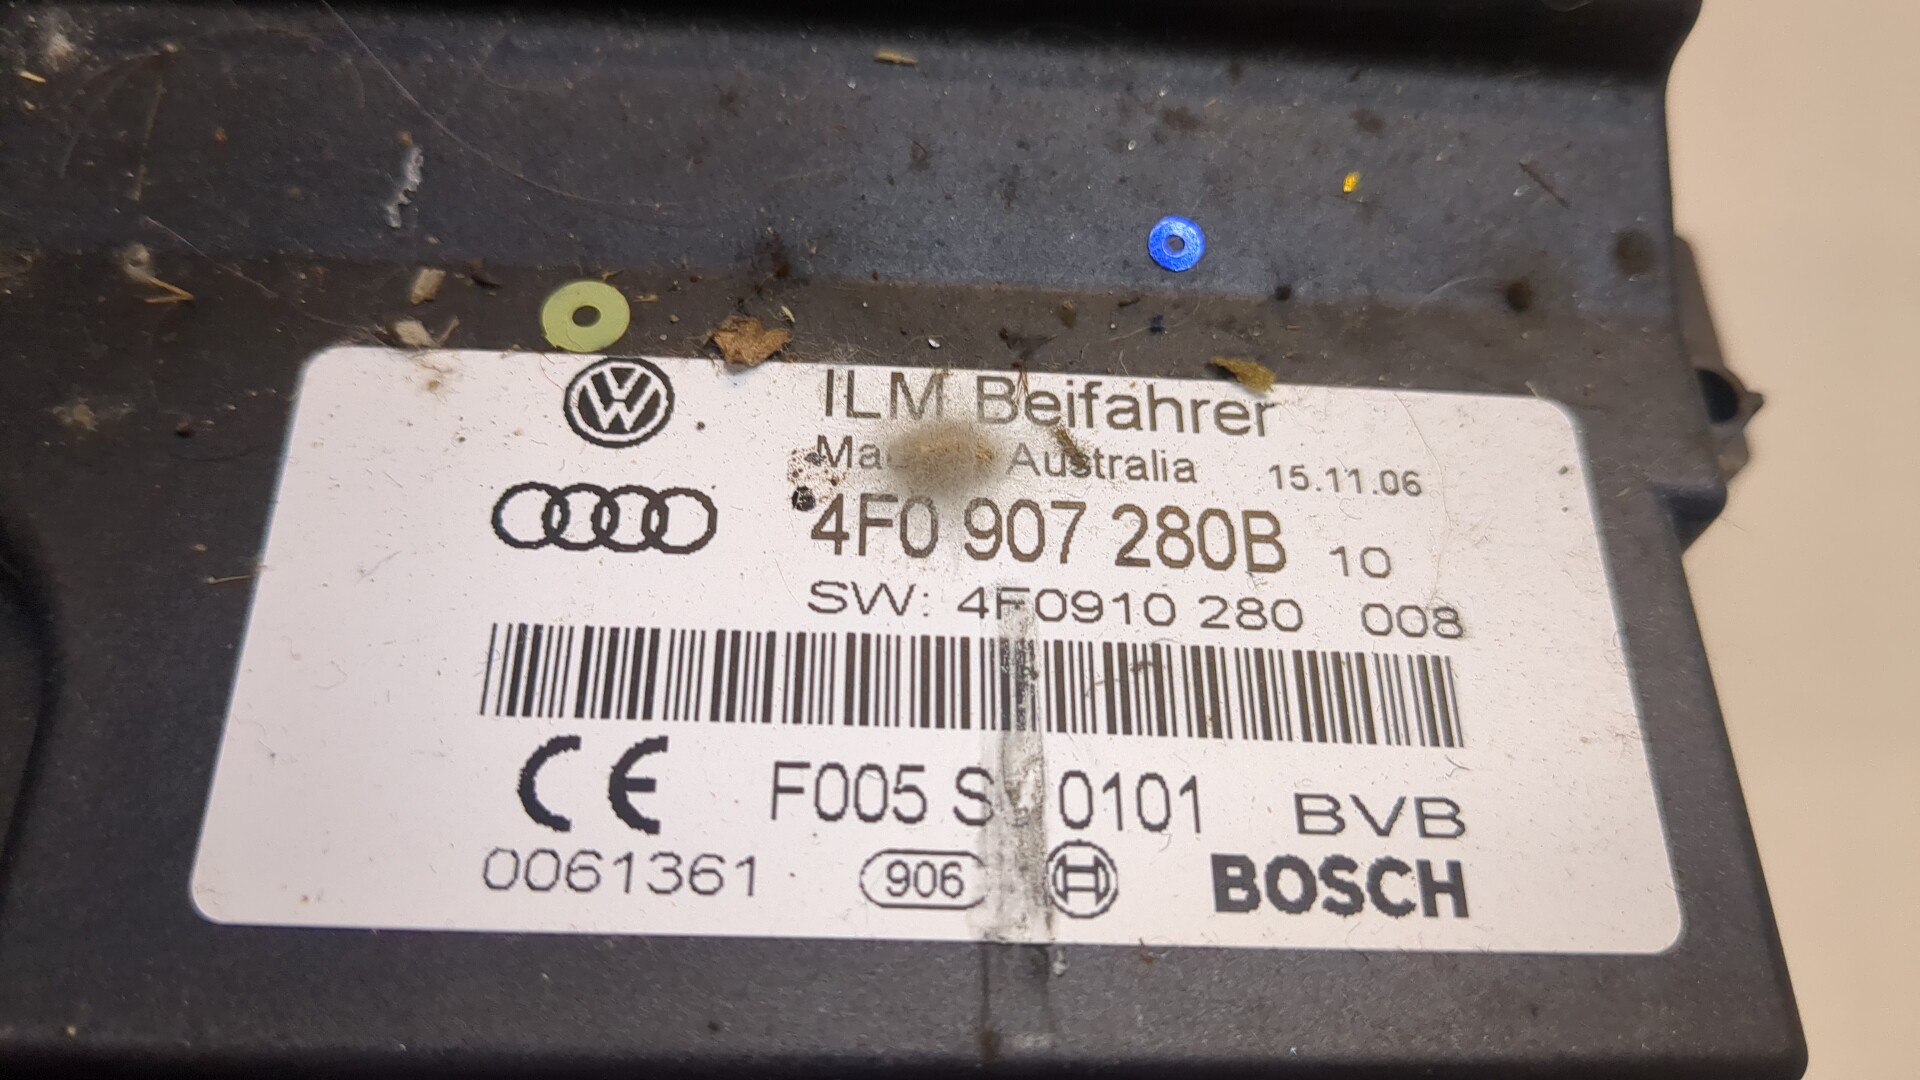 ILM Beifahrer
Australia 15.11.06
4F0 907 280B 10
SW: 4F0910 280 008
CE F005 0101 BVB
0061361 906 BOSCH